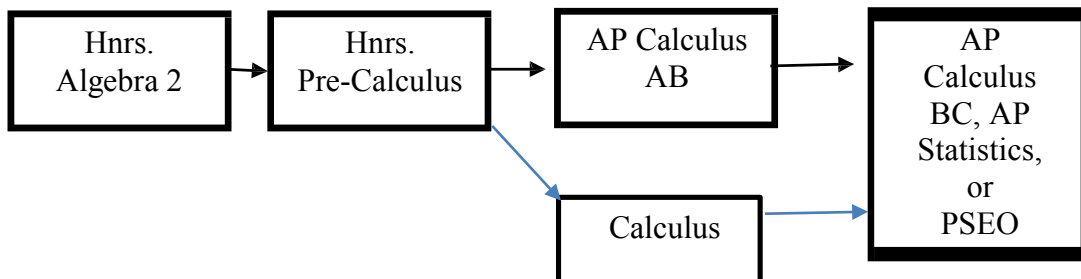 Hnrs.
Algebra 2
Hnrs.
Pre-Calculus
AP Calculus
AB
AP
Calculus
BC, AP
Statistics,
or
PSEO
Calculus